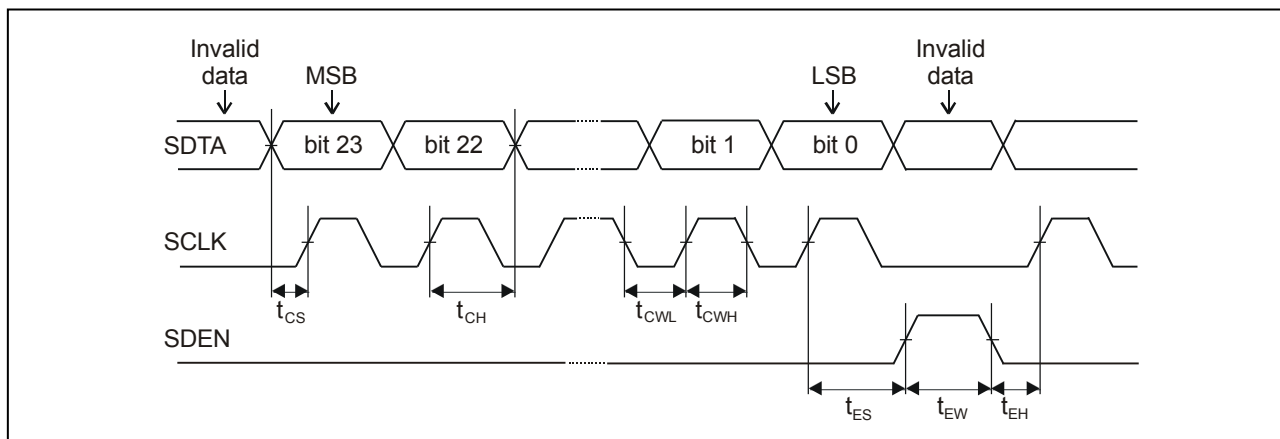 Invalid
data
MSB
LSB
Invalid
data
SDTA
bit 23
bit 22
bit 1
bit 0
SCLK
tCS
tCH
tCWL
tCWH
SDEN
tES
tEW
tEH